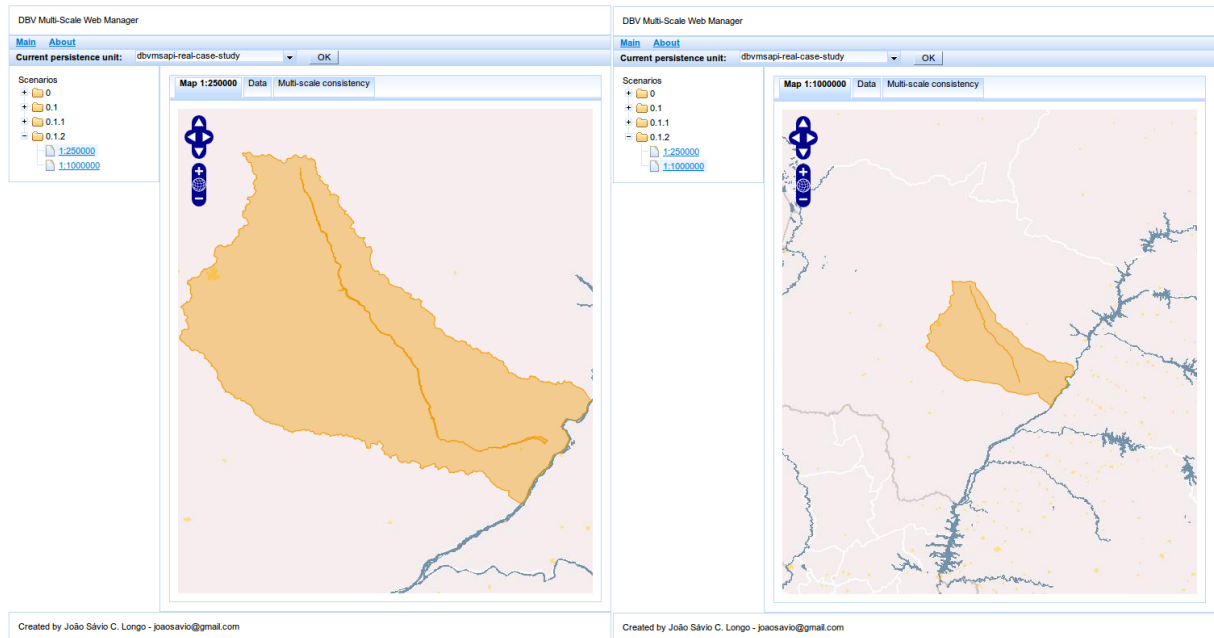 DBV Multi-Scale Web Manager
Main About
Current persistence unit: dbvmsapi-real-case-study OK
Scenarios
0
0.1
0.1.1
0.1.2
1:250000
1:1000000
Map 1:250000 Data Multi-scale consistency
Created by João Sávio C. Longo - joaosavio@gmail.com
DBV Multi-Scale Web Manager
Main About
Current persistence unit: dbvmsapi-real-case-study OK
Scenarios
0
0.1
0.1.1
0.1.2
1:250000
1:1000000
Map 1:1000000 Data Multi-scale consistency
Created by João Sávio C. Longo - joaosavio@gmail.com